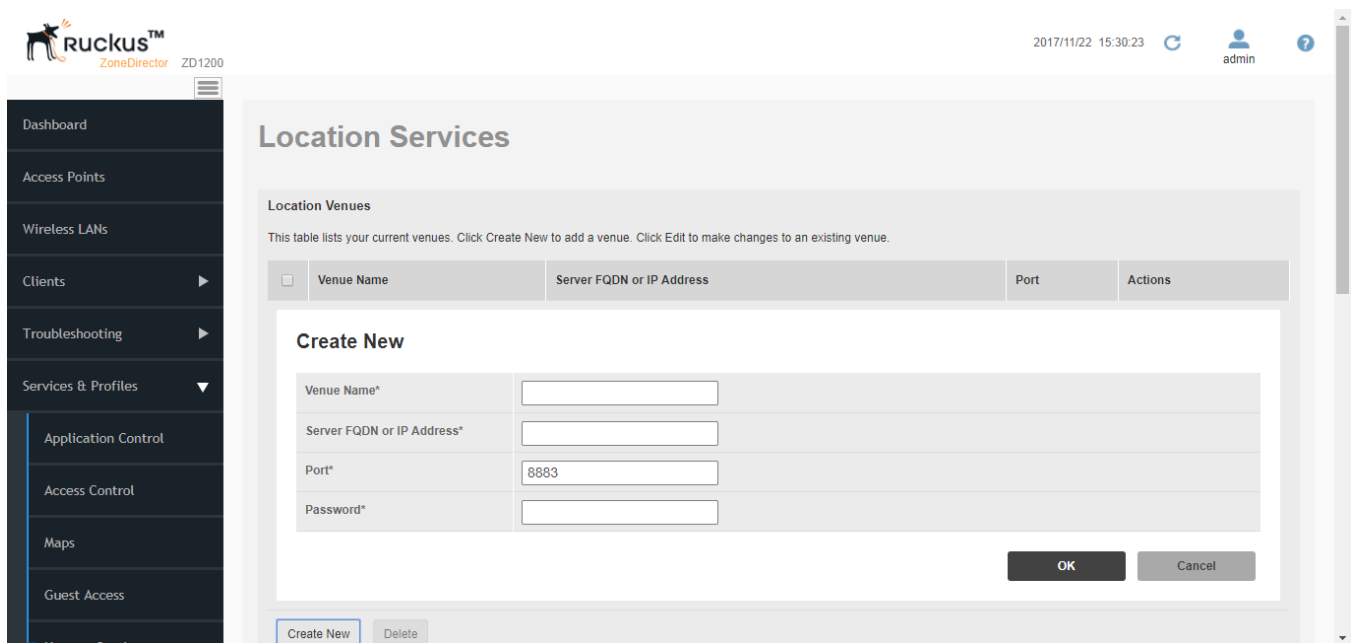 Ruckus™
ZoneDirector ZD1200
2017/11/22 15:30:23
admin
Dashboard
Access Points
Wireless LANs
Clients
Troubleshooting
Services & Profiles
Application Control
Access Control
Maps
Guest Access
Location Services
Location Venues
This table lists your current venues. Click Create New to add a venue. Click Edit to make changes to an existing venue.
Venue Name Server FQDN or IP Address Port Actions
Create New
Venue Name*
Server FQDN or IP Address*
Port* 8883
Password*
OK Cancel
Create New Delete